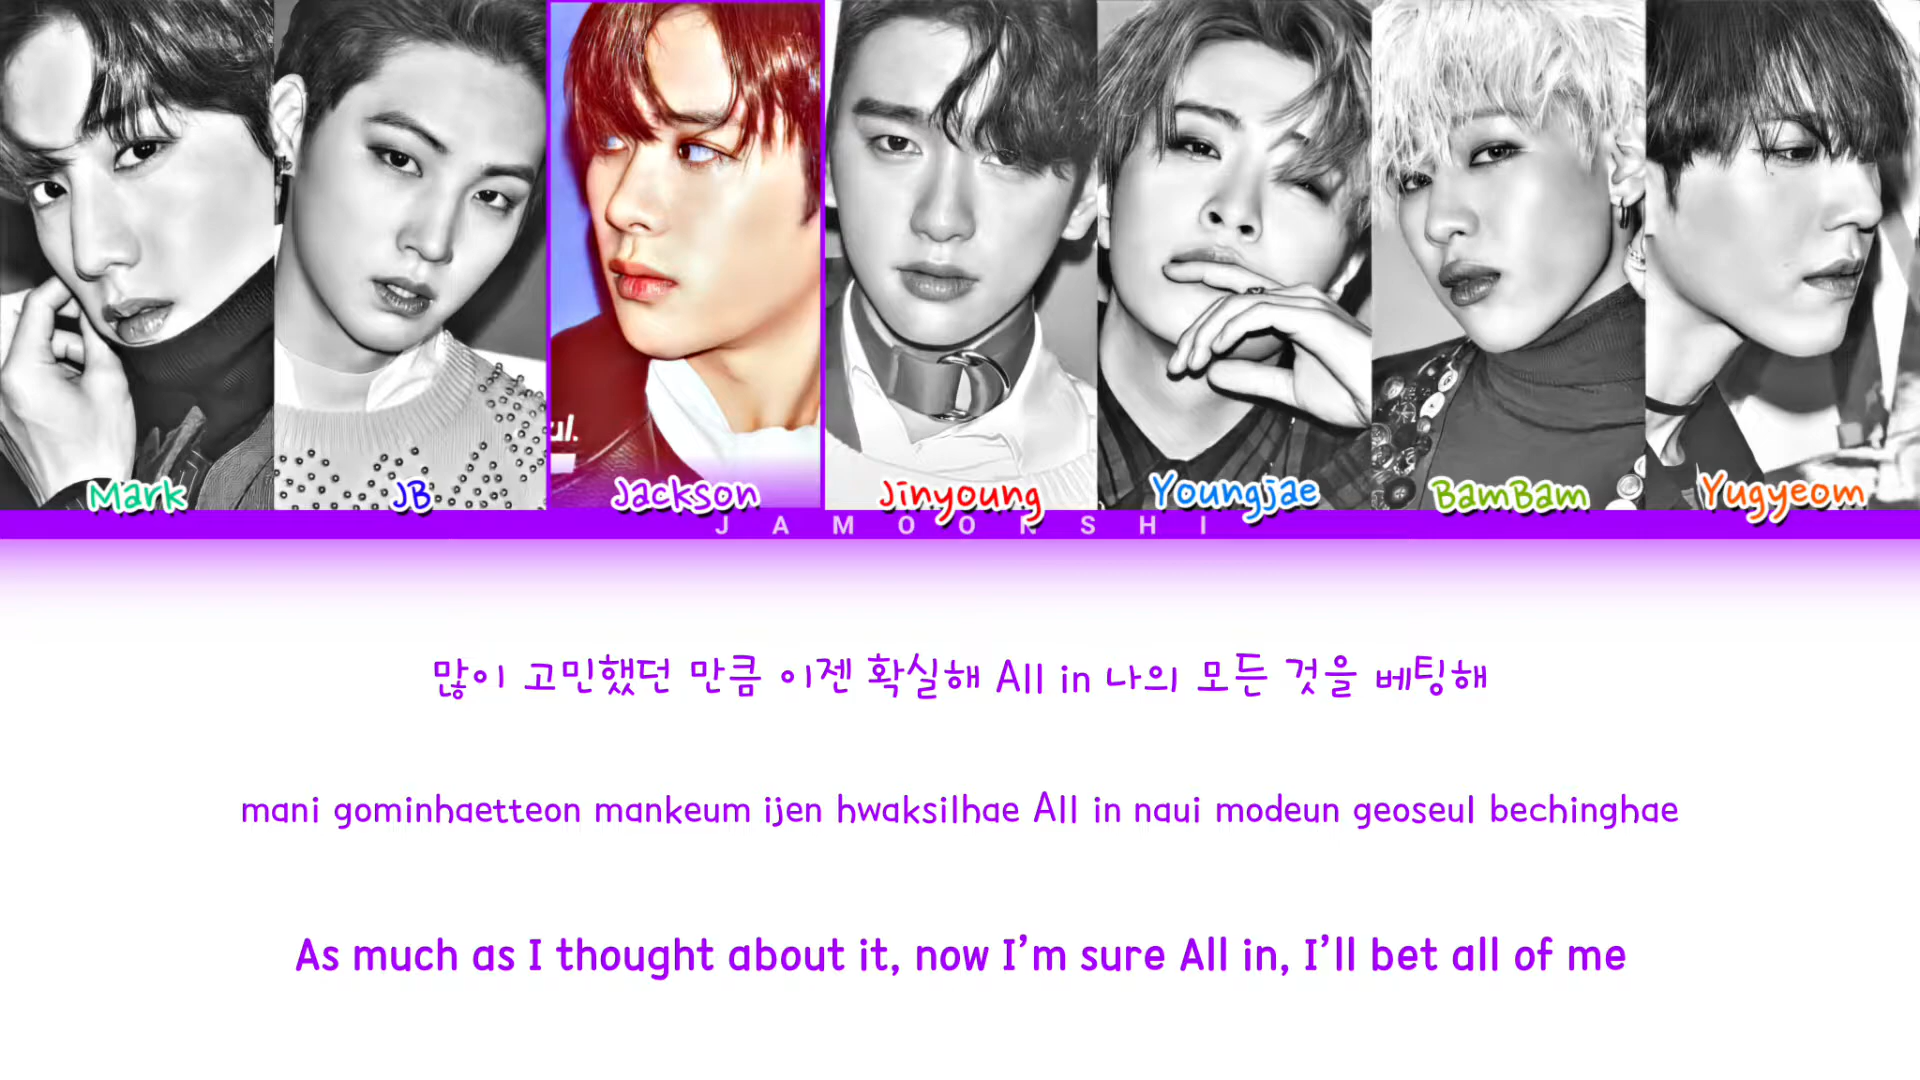 ul.
Mark JB Jackson Jinyoung Youngjae BamBam Yugyeom
JAMOONSHI
많이 고민했던 만큼 이젠 확실해 All in 나의 모든 것을 베팅해
mani gominhaetteon mankeum ijen hwaksilhae All in naui modeun geoseul bechinghae
As much as I thought about it, now I'm sure All in, I'll bet all of me